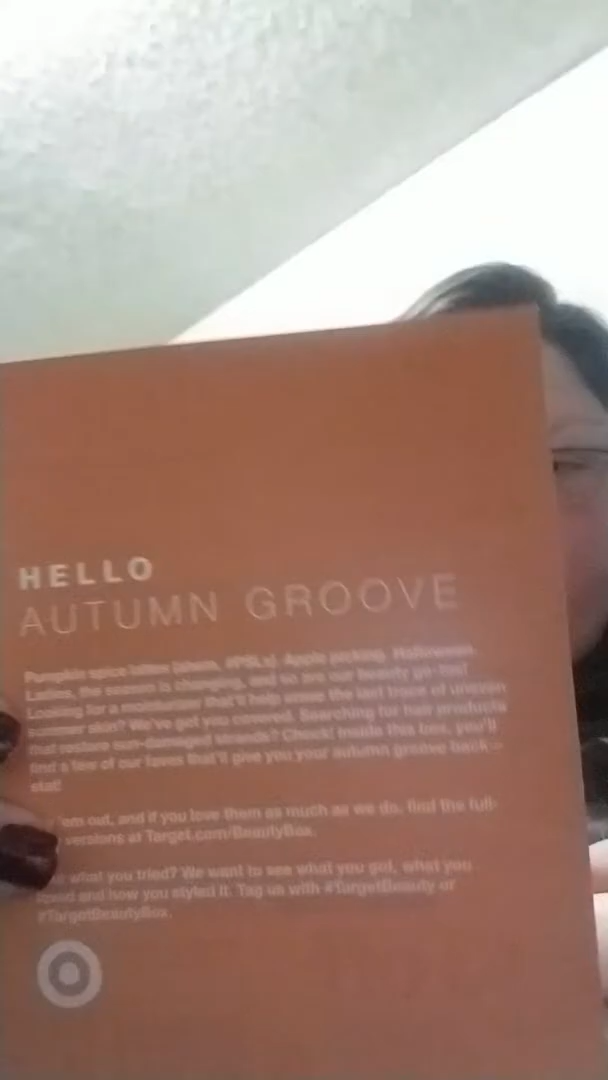 HELLO
AUTUMN GROOVE
Pumpkin spice lattes (ahem, #PSLs). Apple picking. Halloween.
Ladies, the season is changing, and so are our beauty go-tos!
Looking for a moisturizer that'll help erase the last trace of uneven
summer skin? We've got you covered. Searching for hair products
that restore sun-damaged strands? Check! Inside this box, you'll
find a few of our faves that'll give you your autumn groove back –
stat!
'em out, and if you love them as much as we do, find the full-
versions at Target.com/BeautyBox.
what you tried? We want to see what you got, what you
loved and how you styled it. Tag us with #TargetBeauty or
#TargetBeautyBox.